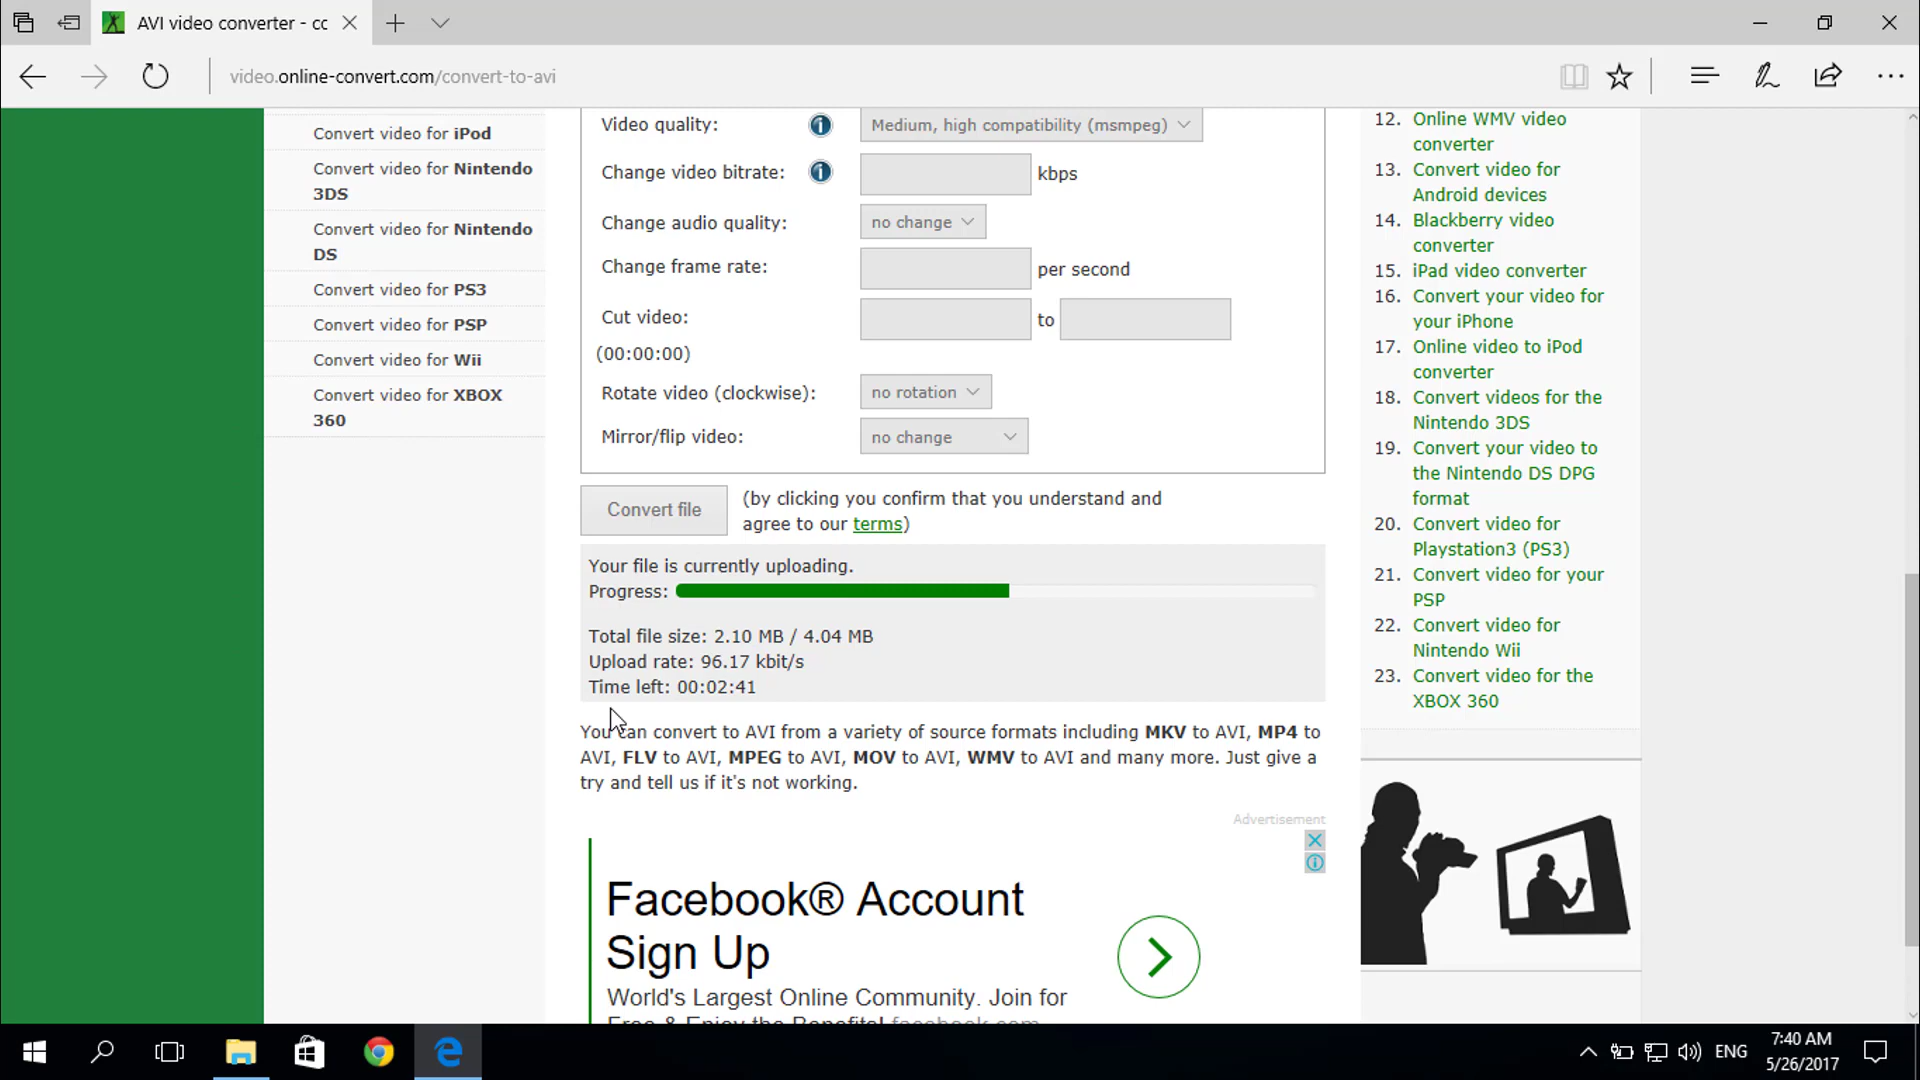 AVI video converter - cc
video.online-convert.com/convert-to-avi
Convert video for iPod
Convert video for Nintendo
3DS
Convert video for Nintendo
DS
Convert video for PS3
Convert video for PSP
Convert video for Wii
Convert video for XBOX
360
Video quality: Medium, high compatibility (msmpeg)
Change video bitrate: kbps
Change audio quality: no change
Change frame rate: per second
Cut video: to
(00:00:00)
Rotate video (clockwise): no rotation
Mirror/flip video: no change
Convert file
(by clicking you confirm that you understand and
agree to our terms)
Your file is currently uploading.
Progress:
Total file size: 2.10 MB / 4.04 MB
Upload rate: 96.17 kbit/s
Time left: 00:02:41
You can convert to AVI from a variety of source formats including MKV to AVI, MP4 to
AVI, FLV to AVI, MPEG to AVI, MOV to AVI, WMV to AVI and many more. Just give a
try and tell us if it's not working.
Advertisement
Facebook® Account
Sign Up
World's Largest Online Community. Join for
Free & Enjoy the Benefits! facebook.com
12. Online WMV video
converter
13. Convert video for
Android devices
14. Blackberry video
converter
15. iPad video converter
16. Convert your video for
your iPhone
17. Online video to iPod
converter
18. Convert videos for the
Nintendo 3DS
19. Convert your video to
the Nintendo DS DPG
format
20. Convert video for
Playstation3 (PS3)
21. Convert video for your
PSP
22. Convert video for
Nintendo Wii
23. Convert video for the
XBOX 360
ENG
7:40 AM
5/26/2017